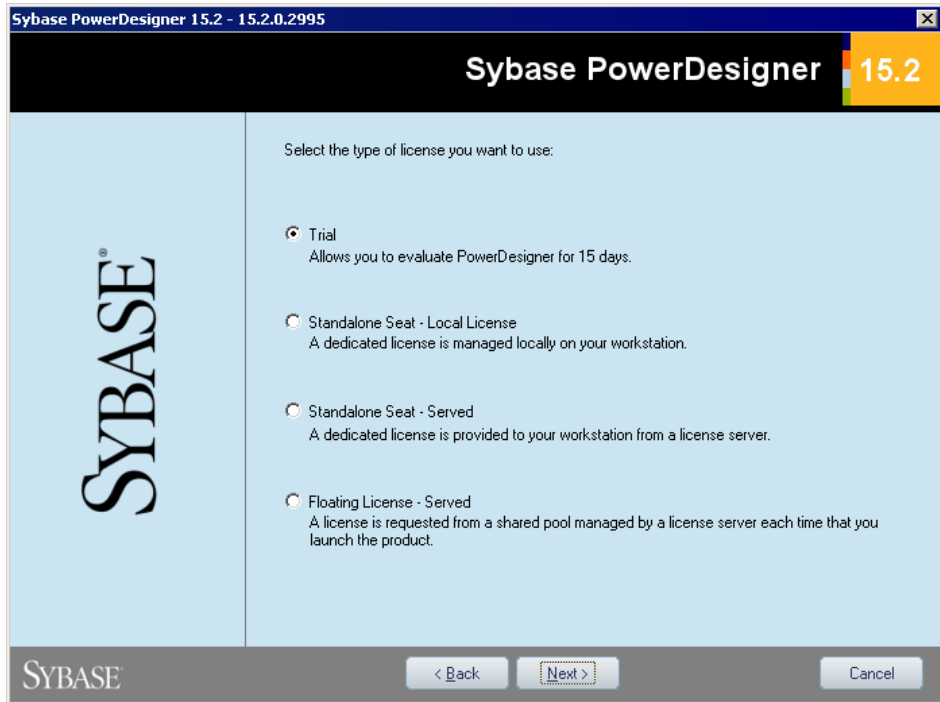 Sybase PowerDesigner 15.2 - 15.2.0.2995
Sybase PowerDesigner 15.2
Select the type of license you want to use:
Trial
Allows you to evaluate PowerDesigner for 15 days.
Standalone Seat - Local License
A dedicated license is managed locally on your workstation.
Standalone Seat - Served
A dedicated license is provided to your workstation from a license server.
Floating License - Served
A license is requested from a shared pool managed by a license server each time that you
launch the product.
SYBASE®
SYBASE
< Back
Next >
Cancel